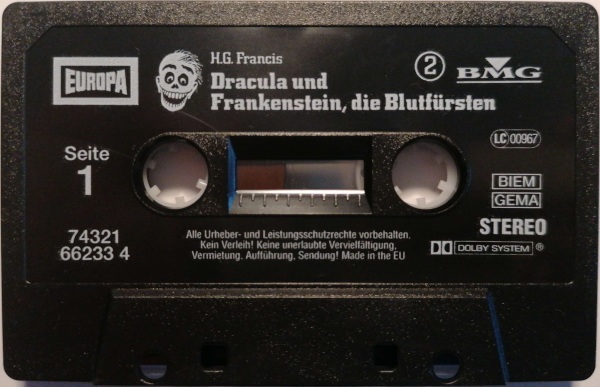 EUROPA
H.G. Francis
Dracula und
Frankenstein, die Blutfürsten
2
BMG
LC 00967
Seite
1
BIEM
GEMA
STEREO
DOLBY SYSTEM ®
74321
66233 4
Alle Urheber- und Leistungsschutzrechte vorbehalten.
Kein Verleih! Keine unerlaubte Vervielfältigung,
Vermietung, Aufführung, Sendung! Made in the EU